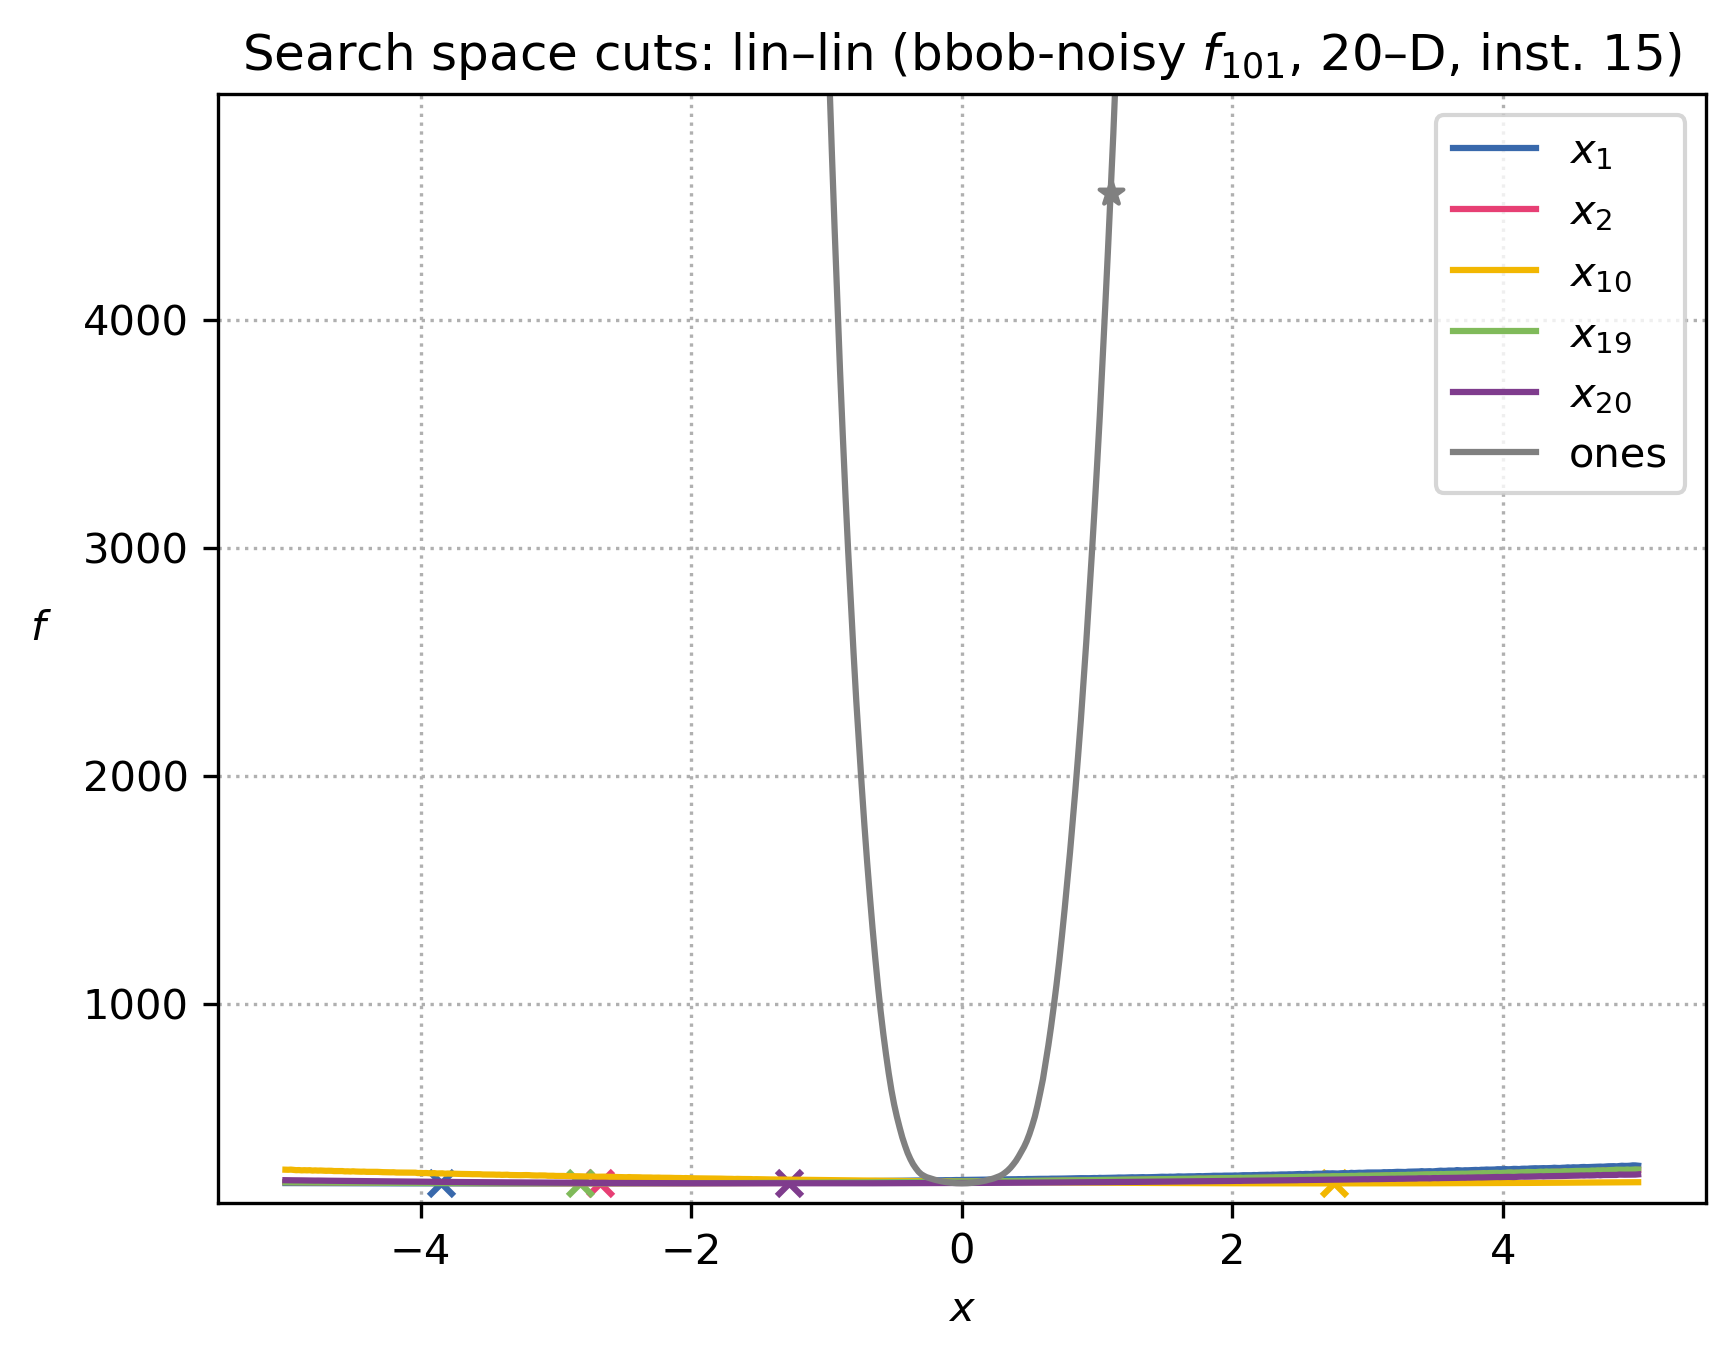 Search space cuts: lin–lin (bbob-noisy f₁₀₁, 20–D, inst. 15)
x₁
x₂
x₁₀
x₁₉
x₂₀
ones
4000
3000
2000
1000
f
−4 −2 0 2 4
x